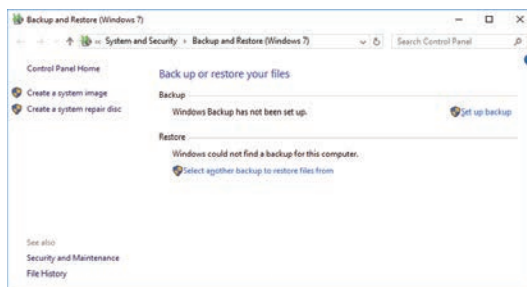 Backup and Restore (Windows 7)
« System and Security › Backup and Restore (Windows 7)
Search Control Panel
Control Panel Home
Create a system image
Create a system repair disc
Back up or restore your files
Backup
Windows Backup has not been set up.
Set up backup
Restore
Windows could not find a backup for this computer.
Select another backup to restore files from
See also
Security and Maintenance
File History